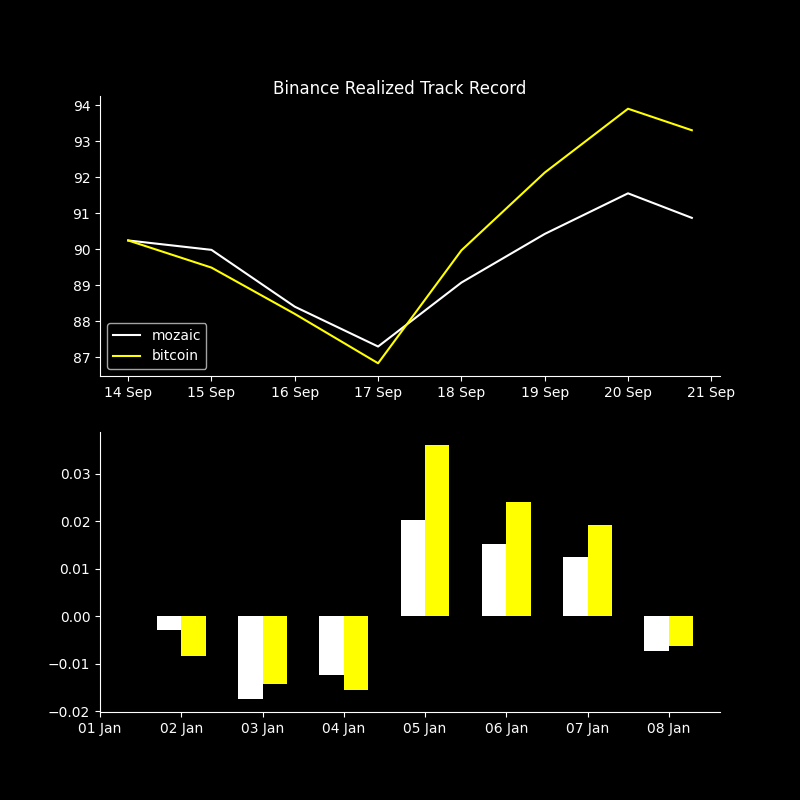 Binance Realized Track Record
94
93
92
91
90
89
88
87
mozaic
bitcoin
14 Sep 15 Sep 16 Sep 17 Sep 18 Sep 19 Sep 20 Sep 21 Sep
0.03
0.02
0.01
0.00
−0.01
−0.02
01 Jan 02 Jan 03 Jan 04 Jan 05 Jan 06 Jan 07 Jan 08 Jan